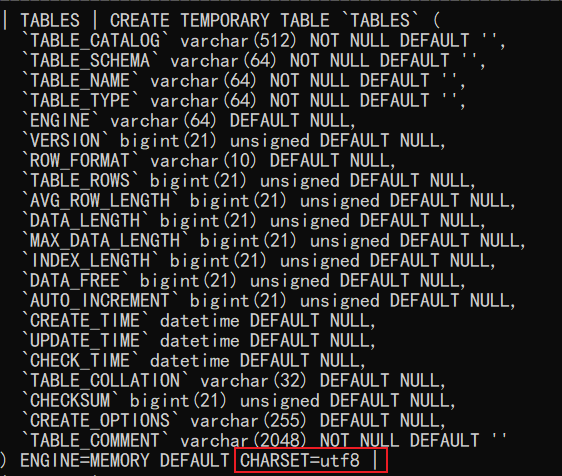 | TABLES | CREATE TEMPORARY TABLE `TABLES` (
`TABLE_CATALOG` varchar(512) NOT NULL DEFAULT '',
`TABLE_SCHEMA` varchar(64) NOT NULL DEFAULT '',
`TABLE_NAME` varchar(64) NOT NULL DEFAULT '',
`TABLE_TYPE` varchar(64) NOT NULL DEFAULT '',
`ENGINE` varchar(64) DEFAULT NULL,
`VERSION` bigint(21) unsigned DEFAULT NULL,
`ROW_FORMAT` varchar(10) DEFAULT NULL,
`TABLE_ROWS` bigint(21) unsigned DEFAULT NULL,
`AVG_ROW_LENGTH` bigint(21) unsigned DEFAULT NULL,
`DATA_LENGTH` bigint(21) unsigned DEFAULT NULL,
`MAX_DATA_LENGTH` bigint(21) unsigned DEFAULT NULL,
`INDEX_LENGTH` bigint(21) unsigned DEFAULT NULL,
`DATA_FREE` bigint(21) unsigned DEFAULT NULL,
`AUTO_INCREMENT` bigint(21) unsigned DEFAULT NULL,
`CREATE_TIME` datetime DEFAULT NULL,
`UPDATE_TIME` datetime DEFAULT NULL,
`CHECK_TIME` datetime DEFAULT NULL,
`TABLE_COLLATION` varchar(32) DEFAULT NULL,
`CHECKSUM` bigint(21) unsigned DEFAULT NULL,
`CREATE_OPTIONS` varchar(255) DEFAULT NULL,
`TABLE_COMMENT` varchar(2048) NOT NULL DEFAULT ''
) ENGINE=MEMORY DEFAULT CHARSET=utf8 |